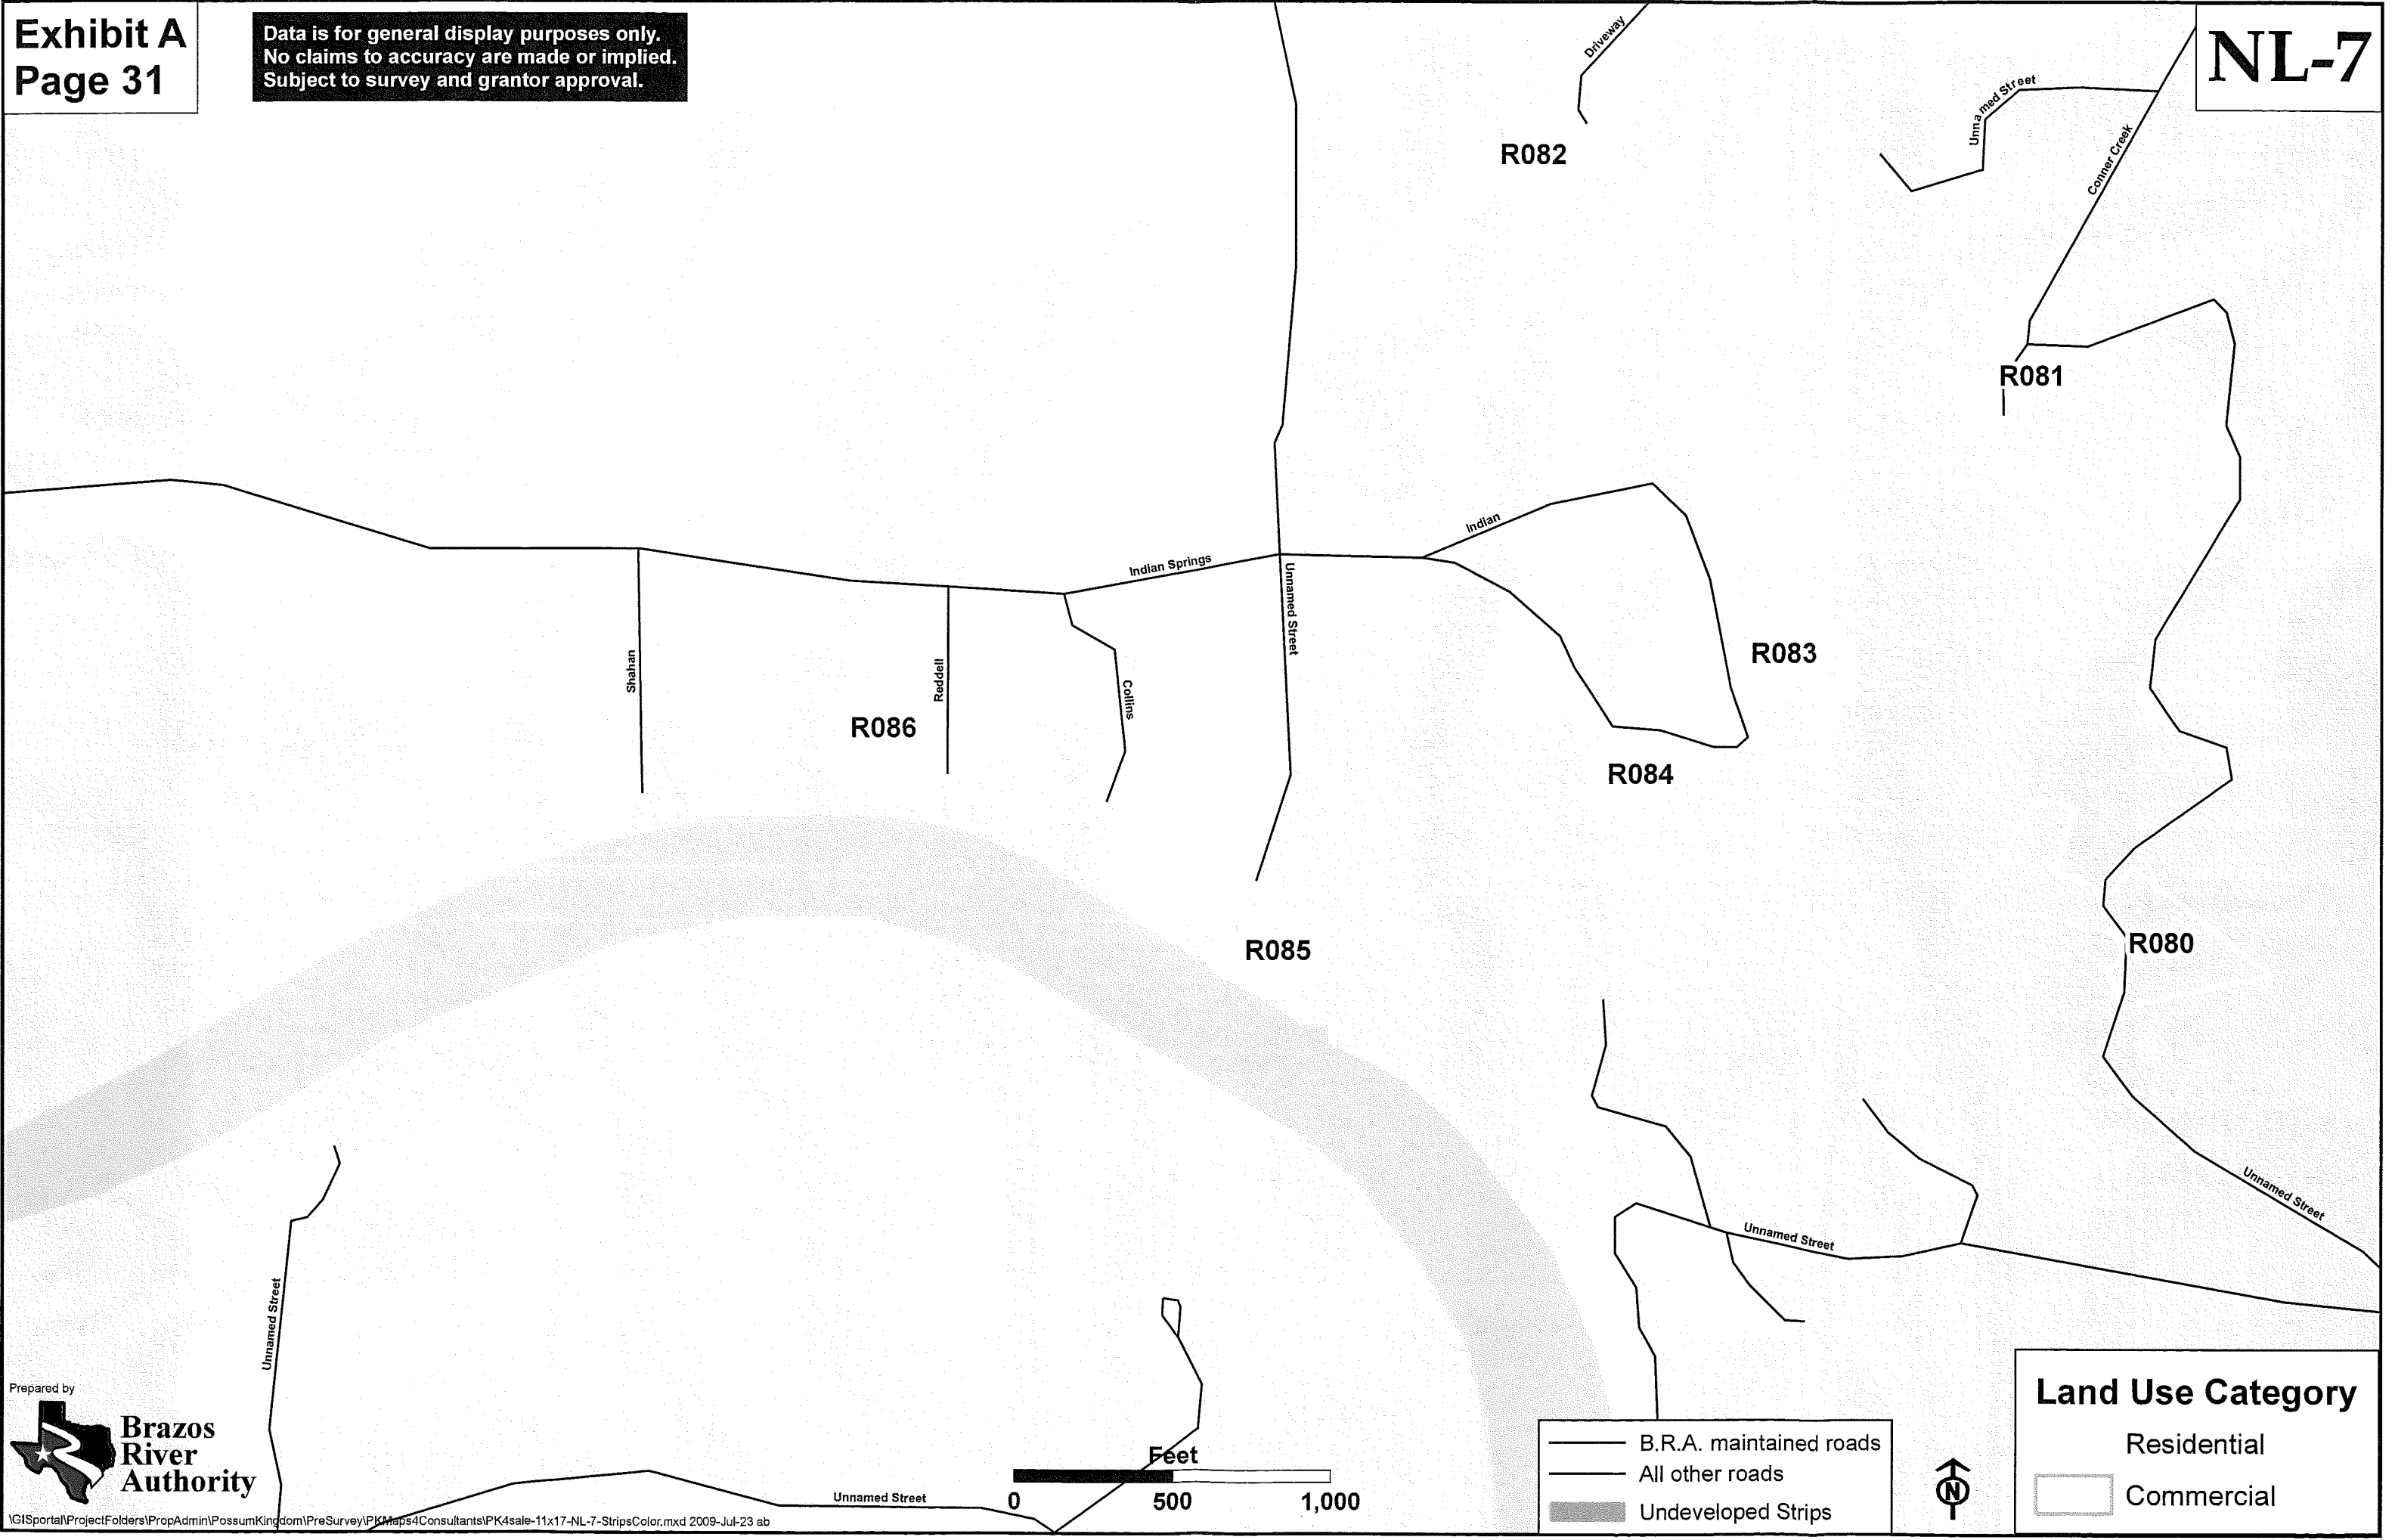 Exhibit A
Page 31
Data is for general display purposes only.
No claims to accuracy are made or implied.
Subject to survey and grantor approval.
NL-7
Driveway
R082
Unnamed Street
Conner Creek
R081
Indian
Indian Springs
Unnamed Street
Shahan
Reddell
Collins
R086
R083
R084
R085
R080
Unnamed Street
Unnamed Street
Unnamed Street
Unnamed Street
Prepared by
Brazos
River
Authority
Feet
0 500 1,000
B.R.A. maintained roads
All other roads
Undeveloped Strips
N
Land Use Category
Residential
Commercial
\GISportal\ProjectFolders\PropAdmin\PossumKingdom\PreSurvey\PKMaps4Consultants\PK4sale-11x17-NL-7-StripsColor.mxd 2009-Jul-23 ab